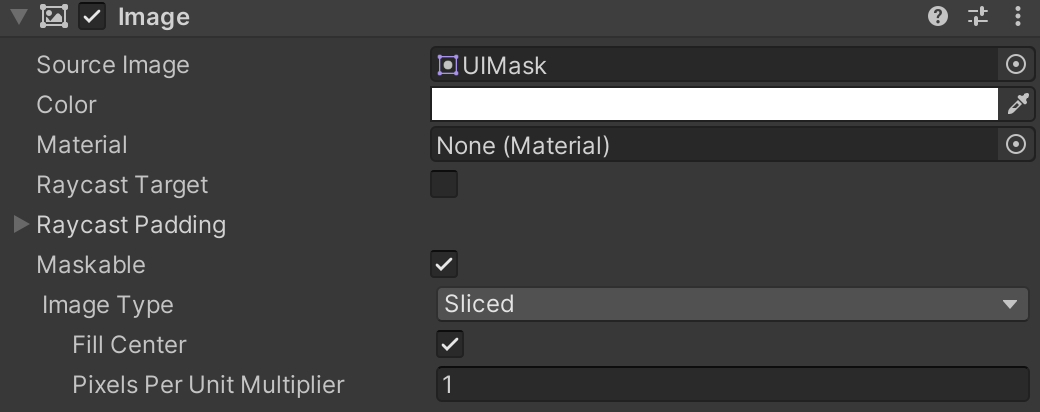 Image
Source Image UIMask
Color
Material None (Material)
Raycast Target
Raycast Padding
Maskable
Image Type Sliced
Fill Center
Pixels Per Unit Multiplier 1